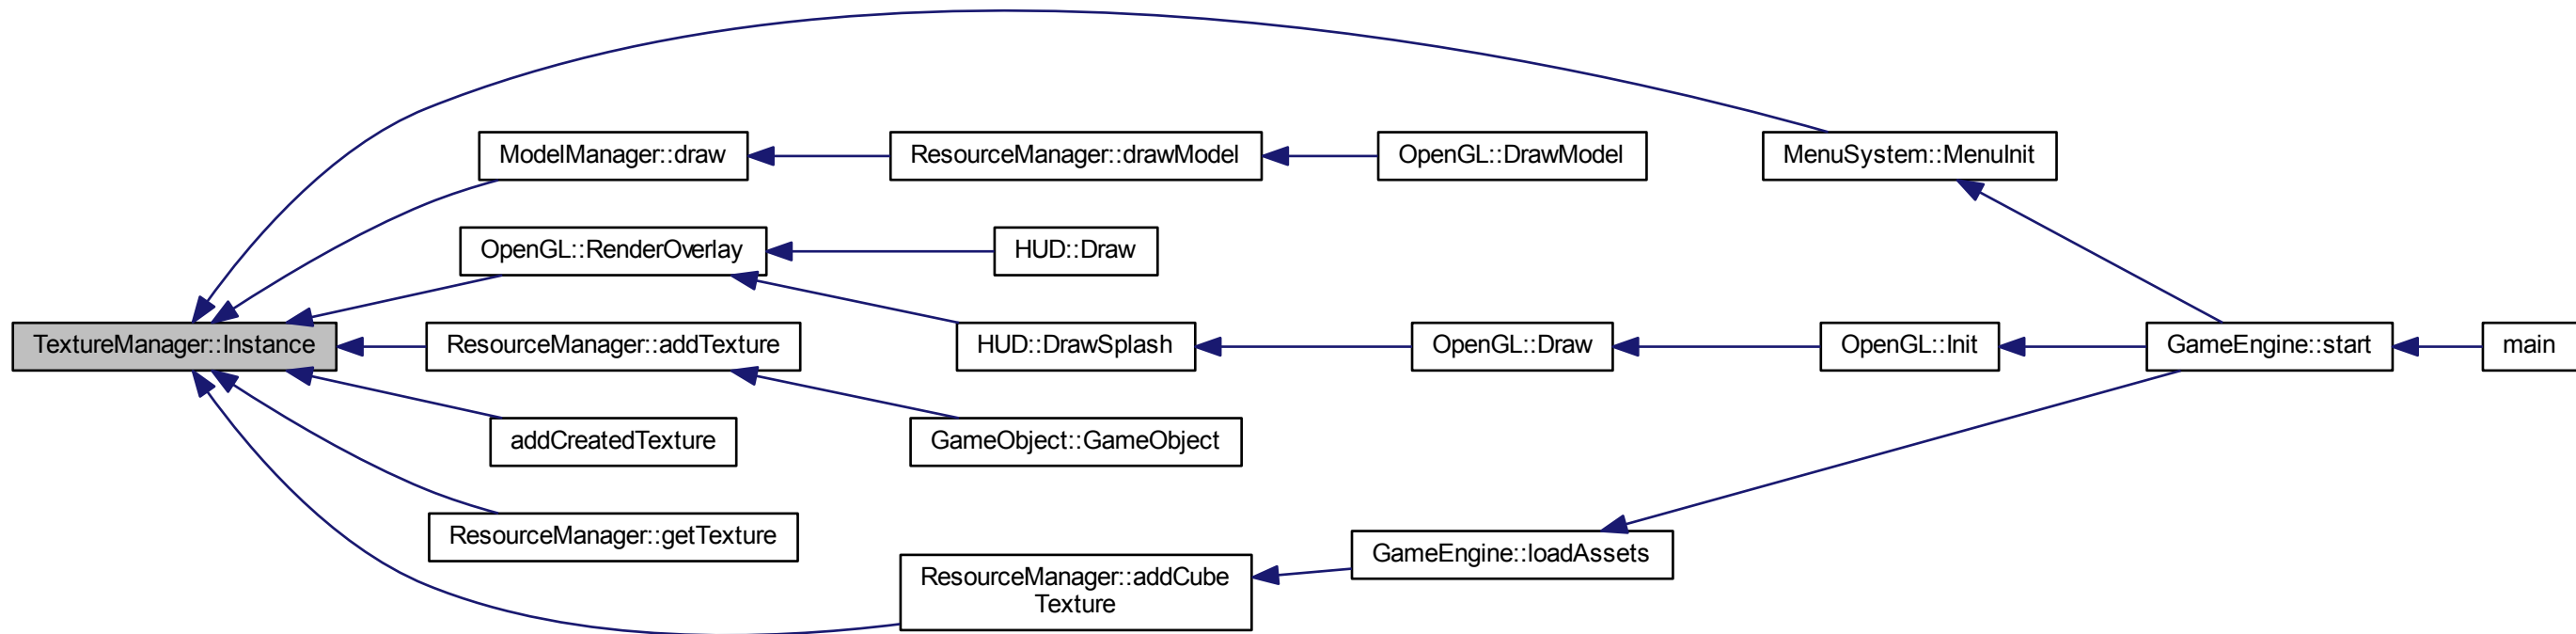 ModelManager::draw
ResourceManager::drawModel
OpenGL::DrawModel
MenuSystem::MenuInit
OpenGL::RenderOverlay
HUD::Draw
TextureManager::Instance
ResourceManager::addTexture
HUD::DrawSplash
OpenGL::Draw
OpenGL::Init
GameEngine::start
main
addCreatedTexture
GameObject::GameObject
ResourceManager::getTexture
GameEngine::loadAssets
ResourceManager::addCube
Texture